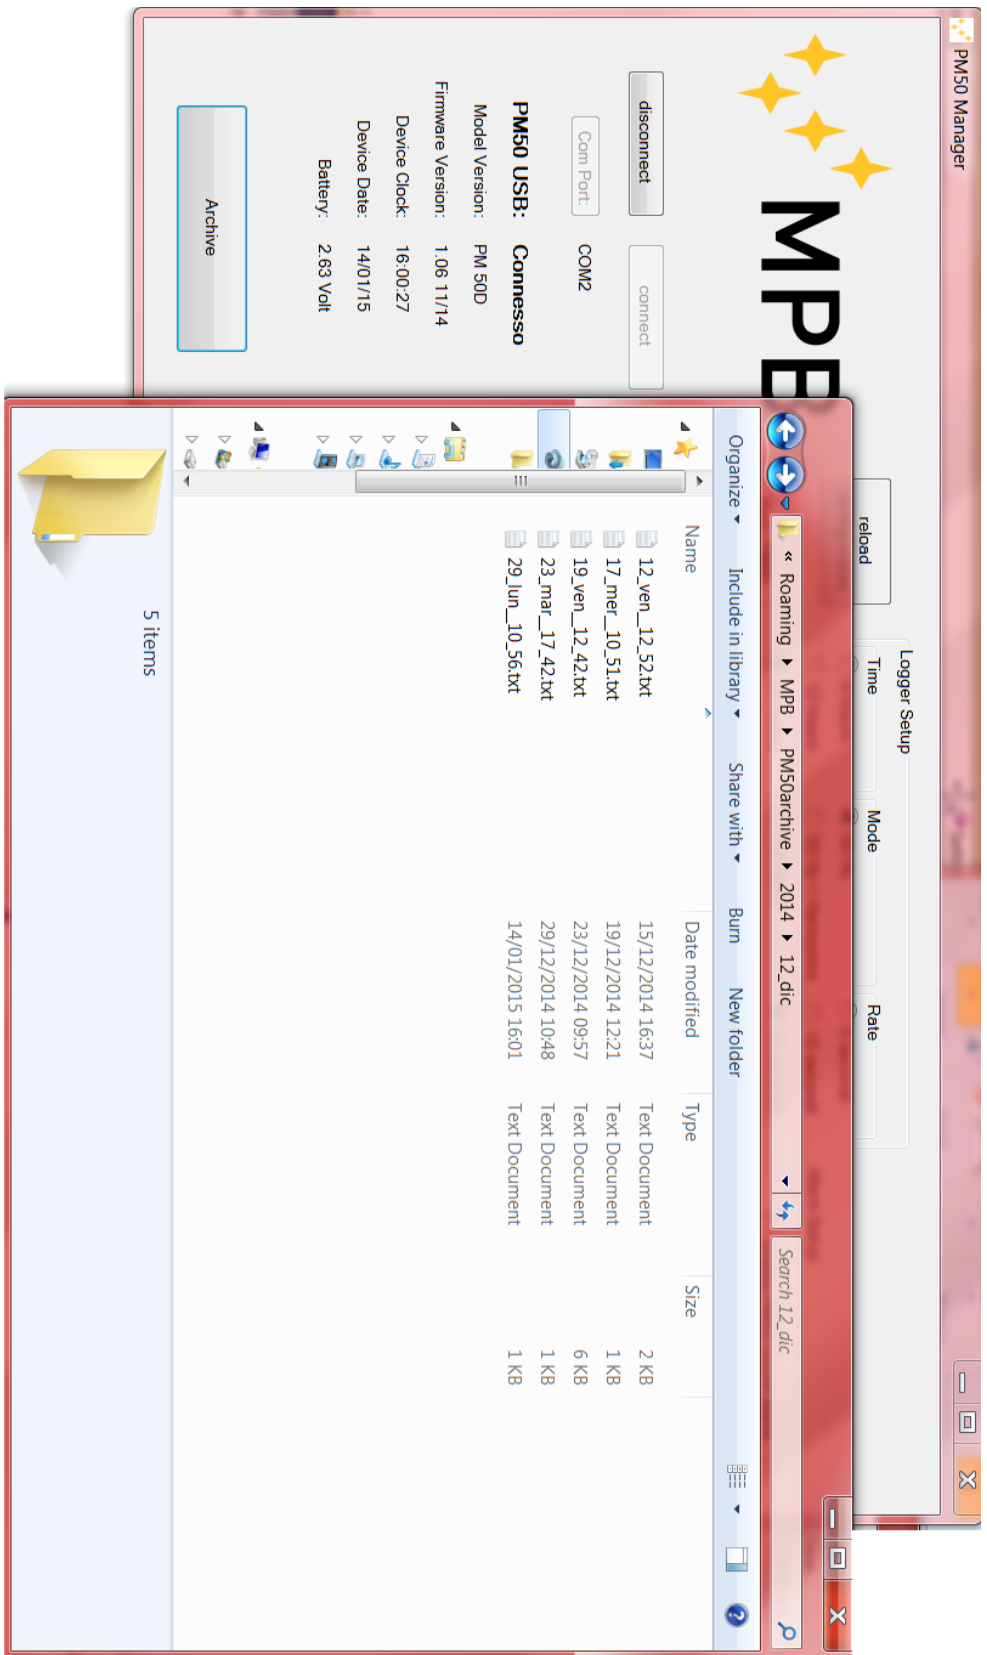 PM50 Manager
MPB
disconnect
connect
reload
Logger Setup
Time
Mode
Rate
Com Port:
COM2
PM50 USB: Connesso
Model Version: PM 50D
Firmware Version: 1.06 11/14
Device Clock: 16:00:27
Device Date: 14/01/15
Battery: 2.63 Volt
Archive
« Roaming MPB PM50archive 2014 12_dic
Search 12_dic
Organize Include in library Share with Burn New folder
Name Date modified Type Size
12_ven__12_52.txt 15/12/2014 16:37 Text Document 2 KB
17_mer__10_51.txt 19/12/2014 12:21 Text Document 1 KB
19_ven__12_42.txt 23/12/2014 09:57 Text Document 6 KB
23_mar__17_42.txt 29/12/2014 10:48 Text Document 1 KB
29_lun__10_56.txt 14/01/2015 16:01 Text Document 1 KB
5 items